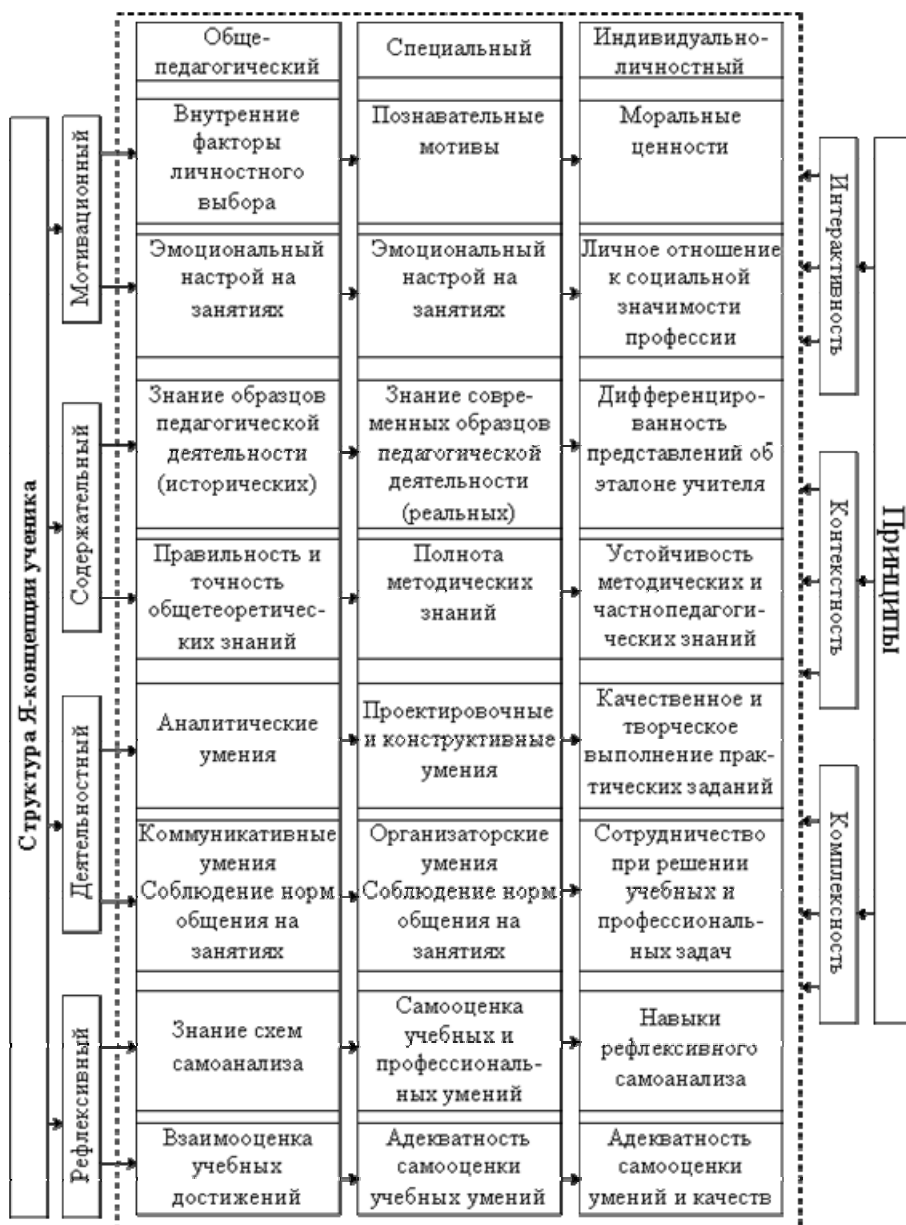 Обще-
педагогический
Специальный
Индивидуально-
личностный
Структура Я-концепции ученика
Мотивационный
Внутренние
факторы
личностного
выбора
Познавательные
мотивы
Моральные
ценности
Эмоциональный
настрой на
занятиях
Эмоциональный
настрой на
занятиях
Личное отношение
к социальной
значимости
профессии
Содержательный
Знание образцов
педагогической
деятельности
(исторических)
Знание совре-
менных образцов
педагогической
деятельности
(реальных)
Дифференциро-
ванность
представлений об
эталоне учителя
Правильность и
точность
общетеоретичес-
ких знаний
Полнота
методических
знаний
Устойчивость
методических и
частнопедагоги-
ческих знаний
Деятельностный
Аналитические
умения
Проектировочные
и конструктивные
умения
Качественное и
творческое
выполнение прак-
тических заданий
Коммуникативные
умения
Соблюдение норм
общения на
занятиях
Организаторские
умения
Соблюдение норм
общения на
занятиях
Сотрудничество
при решении
учебных и
профессиональ-
ных задач
Рефлексивный
Знание схем
самоанализа
Самооценка
учебных и
профессиональ-
ных умений
Навыки
рефлексивного
самоанализа
Взаимооценка
учебных
достижений
Адекватность
самооценки
учебных умений
Адекватность
самооценки
умений и качеств
Интерактивность
Контекстность
Комплексность
Принципы